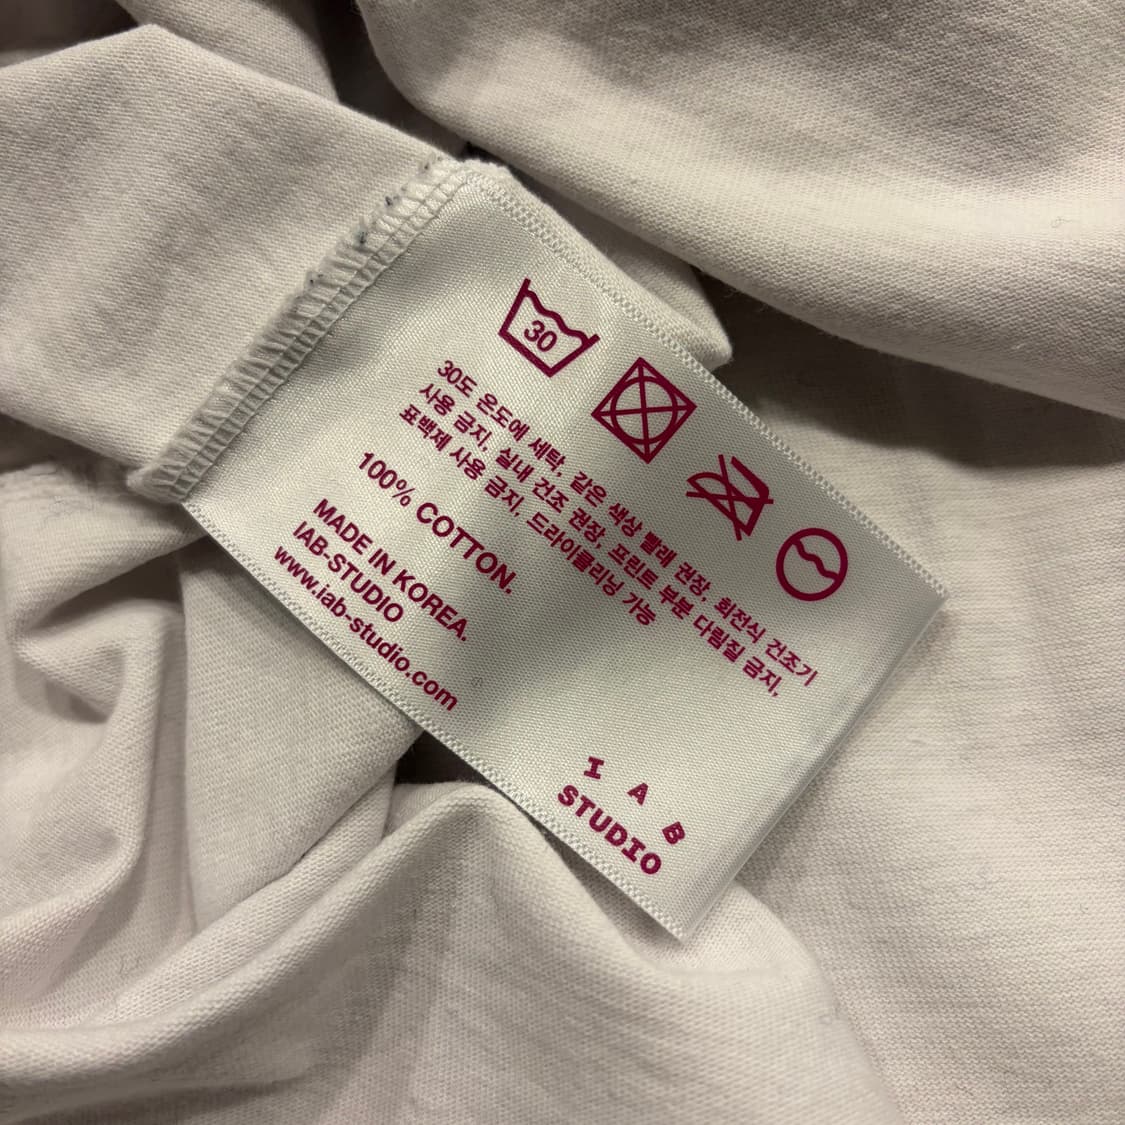 30
30도 온도에 세탁, 같은 색상 빨래 권장, 회전식 건조기
사용 금지, 실내 건조 권장, 프린트 부분 다림질 금지,
표백제 사용 금지, 드라이클리닝 가능
100% COTTON.
MADE IN KOREA.
IAB-STUDIO
www.iab-studio.com
I A B
STUDIO